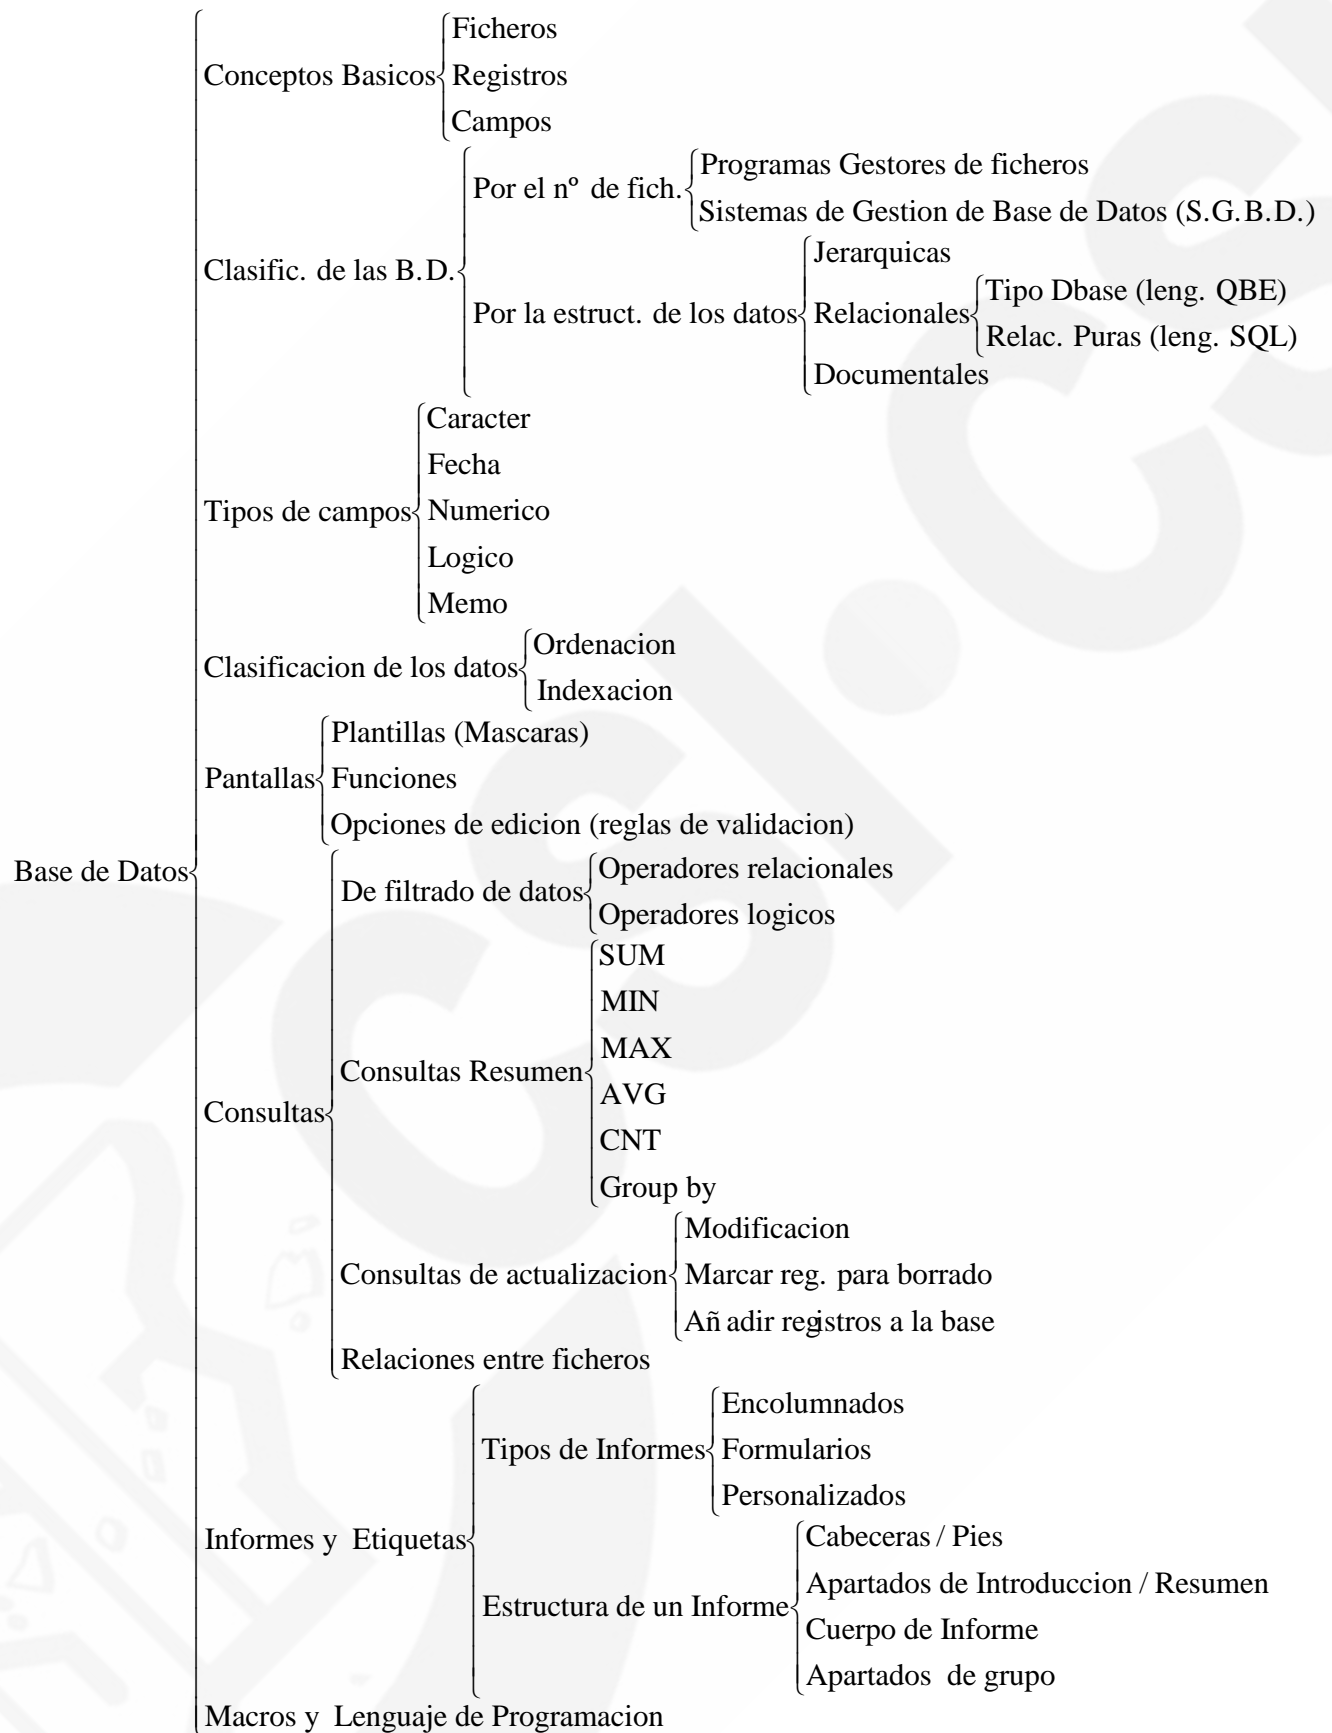 Ficheros
Conceptos Basicos
Registros
Campos
Por el nº de fich.
Programas Gestores de ficheros
Sistemas de Gestion de Base de Datos (S.G.B.D.)
Clasific. de las B.D.
Jerarquicas
Por la estruct. de los datos
Relacionales
Tipo Dbase (leng. QBE)
Relac. Puras (leng. SQL)
Documentales
Caracter
Fecha
Tipos de campos
Numerico
Logico
Memo
Clasificacion de los datos
Ordenacion
Indexacion
Plantillas (Mascaras)
Pantallas
Funciones
Opciones de edicion (reglas de validacion)
Base de Datos
De filtrado de datos
Operadores relacionales
Operadores logicos
SUM
MIN
MAX
Consultas Resumen
AVG
Consultas
CNT
Group by
Modificacion
Consultas de actualizacion
Marcar reg. para borrado
Añ adir registros a la base
Relaciones entre ficheros
Encolumnados
Tipos de Informes
Formularios
Personalizados
Informes y Etiquetas
Cabeceras / Pies
Apartados de Introduccion / Resumen
Estructura de un Informe
Cuerpo de Informe
Apartados de grupo
Macros y Lenguaje de Programacion